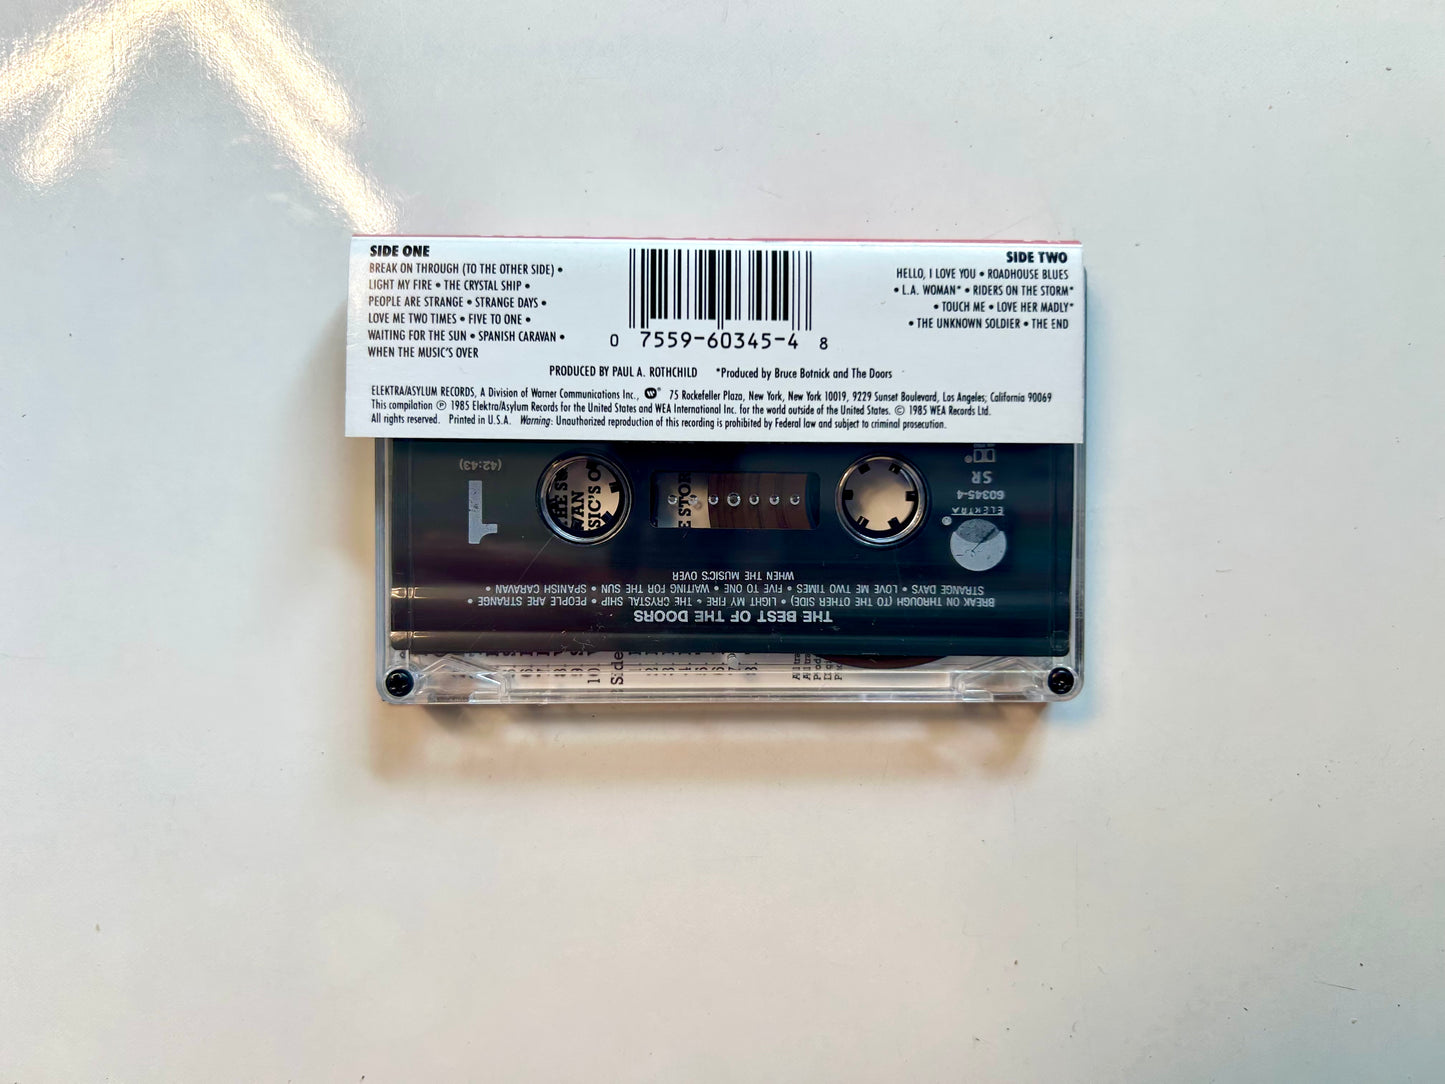 SIDE ONE
BREAK ON THROUGH (TO THE OTHER SIDE) •
LIGHT MY FIRE • THE CRYSTAL SHIP •
PEOPLE ARE STRANGE • STRANGE DAYS •
LOVE ME TWO TIMES • FIVE TO ONE •
WAITING FOR THE SUN • SPANISH CARAVAN •
WHEN THE MUSIC'S OVER
0 7559-60345-4 8
SIDE TWO
HELLO, I LOVE YOU • ROADHOUSE BLUES
• L.A. WOMAN* • RIDERS ON THE STORM*
• TOUCH ME • LOVE HER MADLY*
• THE UNKNOWN SOLDIER • THE END
PRODUCED BY PAUL A. ROTHCHILD *Produced by Bruce Botnick and The Doors
ELEKTRA/ASYLUM RECORDS, A Division of Warner Communications Inc., 75 Rockefeller Plaza, New York, New York 10019, 9229 Sunset Boulevard, Los Angeles, California 90069
This compilation ℗ 1985 Elektra/Asylum Records for the United States and WEA International Inc. for the world outside of the United States. © 1985 WEA Records Ltd.
All rights reserved. Printed in U.S.A. Warning: Unauthorized reproduction of this recording is prohibited by Federal law and subject to criminal prosecution.
THE BEST OF THE DOORS
BREAK ON THROUGH (TO THE OTHER SIDE) • LIGHT MY FIRE • THE CRYSTAL SHIP • PEOPLE ARE STRANGE •
STRANGE DAYS • LOVE ME TWO TIMES • FIVE TO ONE • WAITING FOR THE SUN • SPANISH CARAVAN •
WHEN THE MUSIC'S OVER
ELEKTRA
60345-4
SR
1
(42:43)